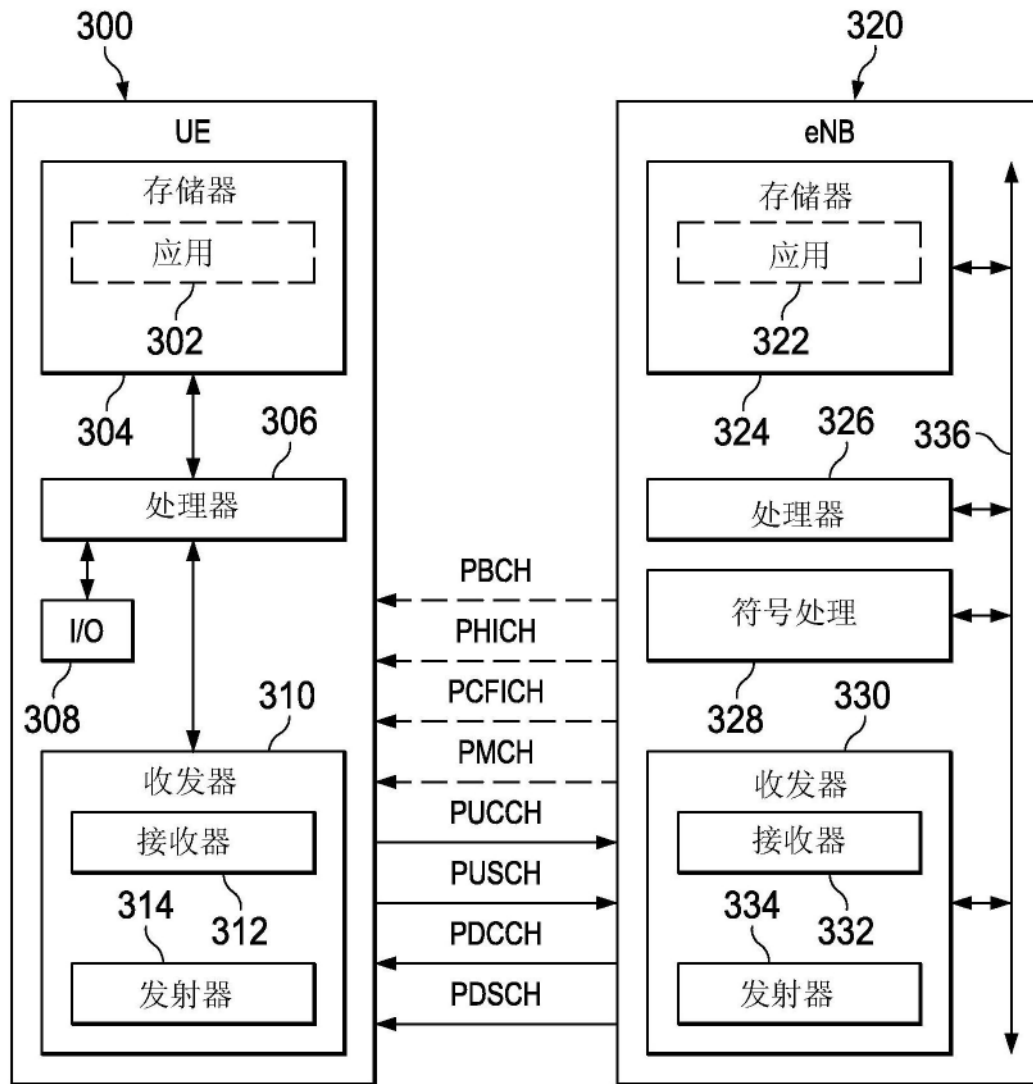 300
320
UE
存储器
应用
302
304
306
处理器
I/O
308
310
收发器
接收器
314
312
发射器
PBCH
PHICH
PCFICH
PMCH
PUCCH
PUSCH
PDCCH
PDSCH
eNB
存储器
应用
322
324
326
336
处理器
符号处理
328
330
收发器
接收器
334
332
发射器